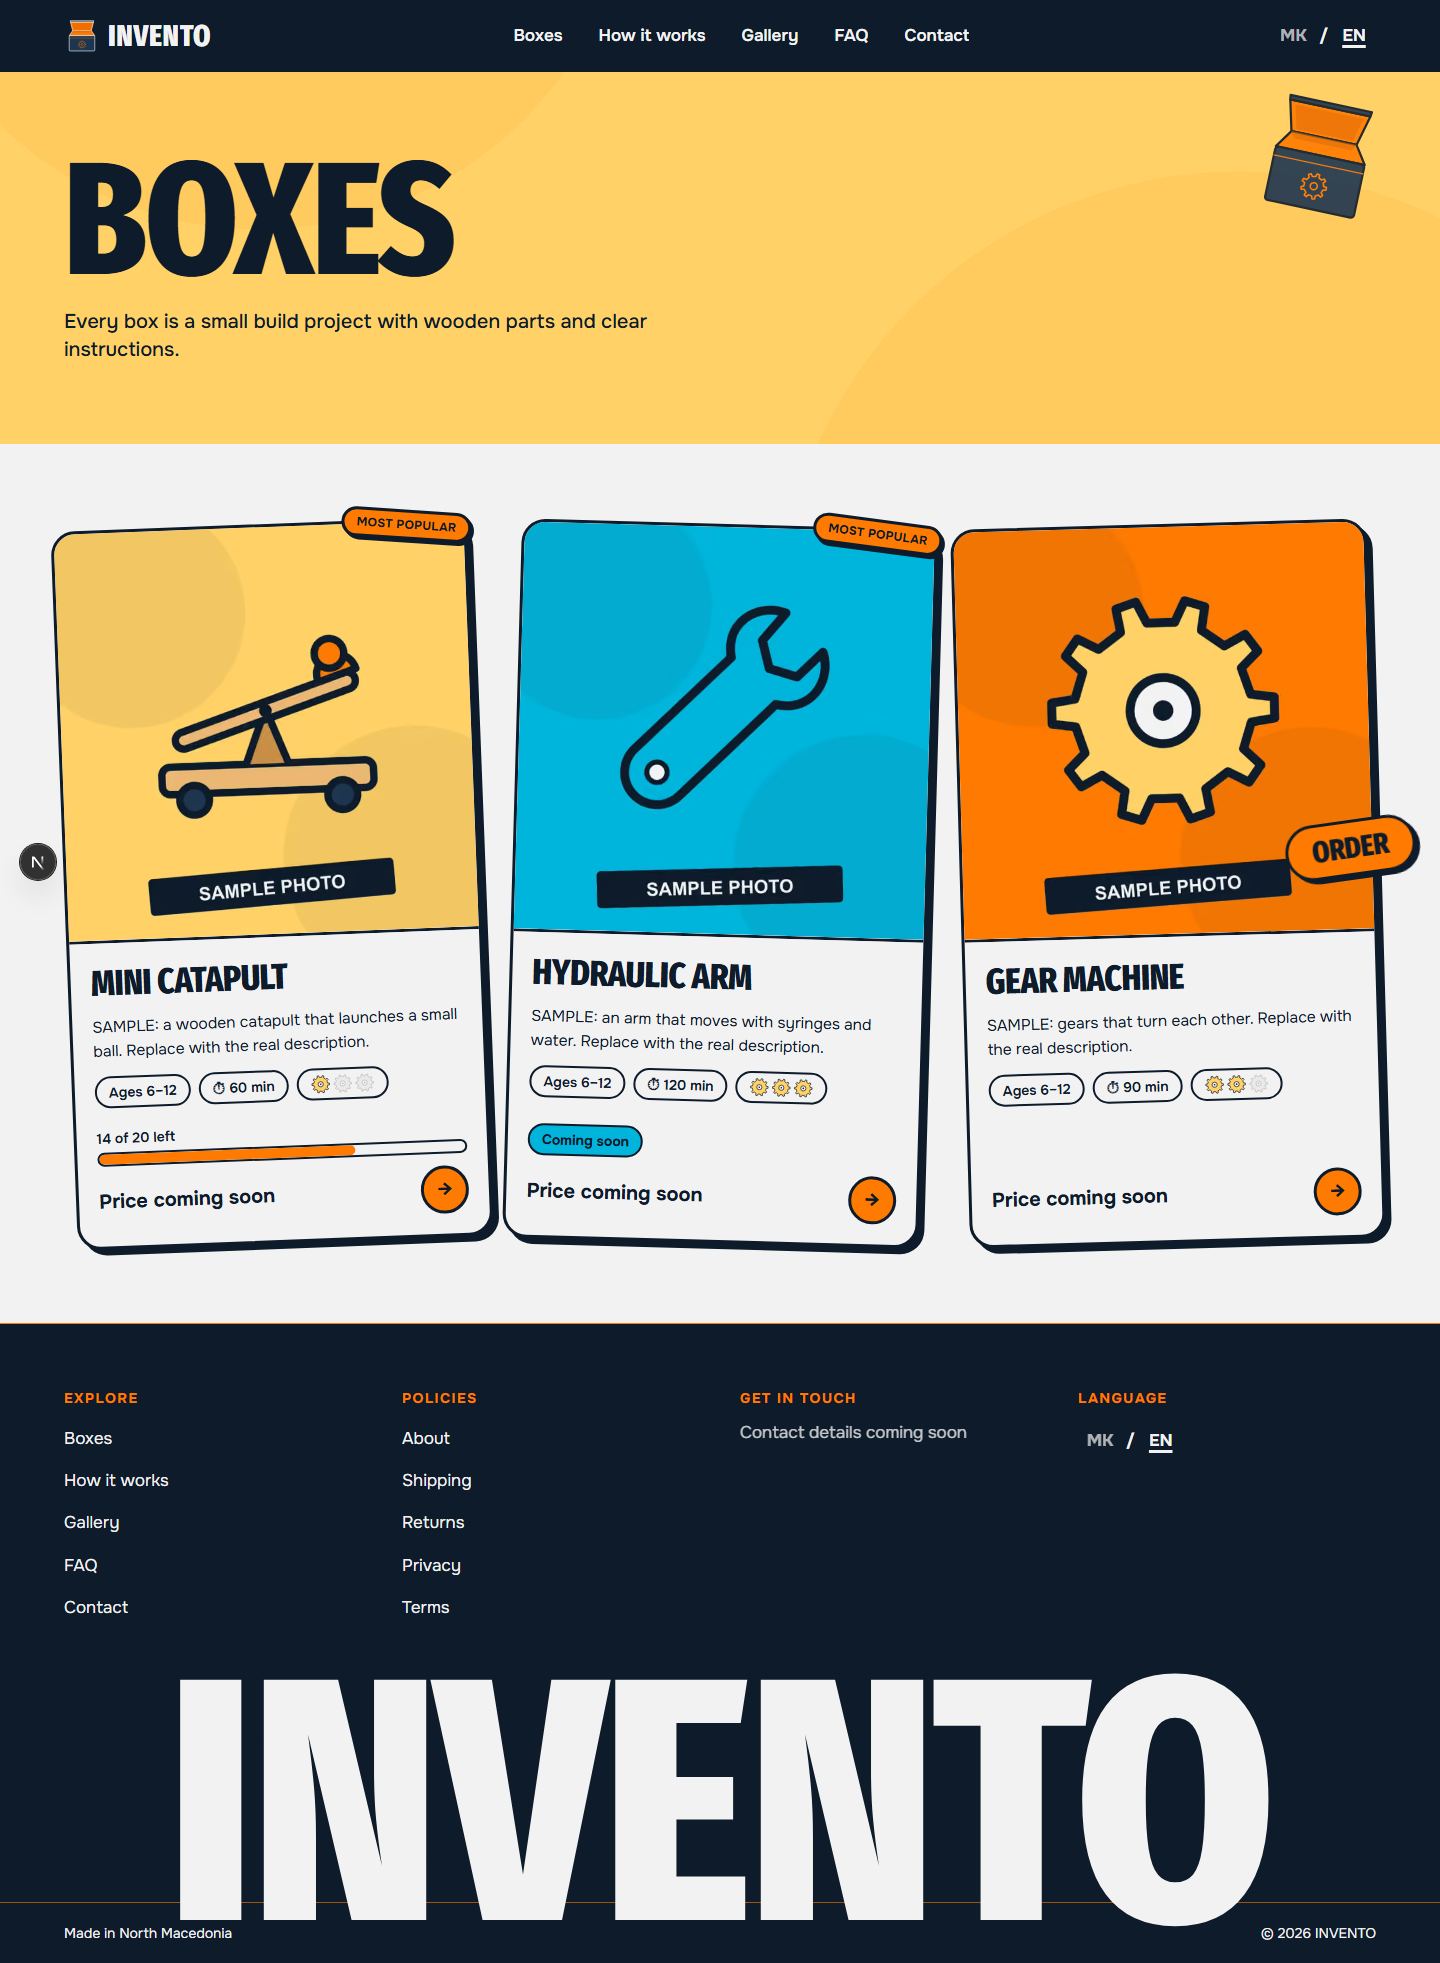 INVENTO
Boxes
How it works
Gallery
FAQ
Contact
MK / EN
BOXES
Every box is a small build project with wooden parts and clear
instructions.
MOST POPULAR
SAMPLE PHOTO
MINI CATAPULT
SAMPLE: a wooden catapult that launches a small
ball. Replace with the real description.
Ages 6–12
60 min
14 of 20 left
Price coming soon
MOST POPULAR
SAMPLE PHOTO
HYDRAULIC ARM
SAMPLE: an arm that moves with syringes and
water. Replace with the real description.
Ages 6–12
120 min
Coming soon
Price coming soon
SAMPLE PHOTO
ORDER
GEAR MACHINE
SAMPLE: gears that turn each other. Replace with
the real description.
Ages 6–12
90 min
Price coming soon
N
EXPLORE
Boxes
How it works
Gallery
FAQ
Contact
POLICIES
About
Shipping
Returns
Privacy
Terms
GET IN TOUCH
Contact details coming soon
LANGUAGE
MK / EN
INVENTO
Made in North Macedonia
© 2026 INVENTO